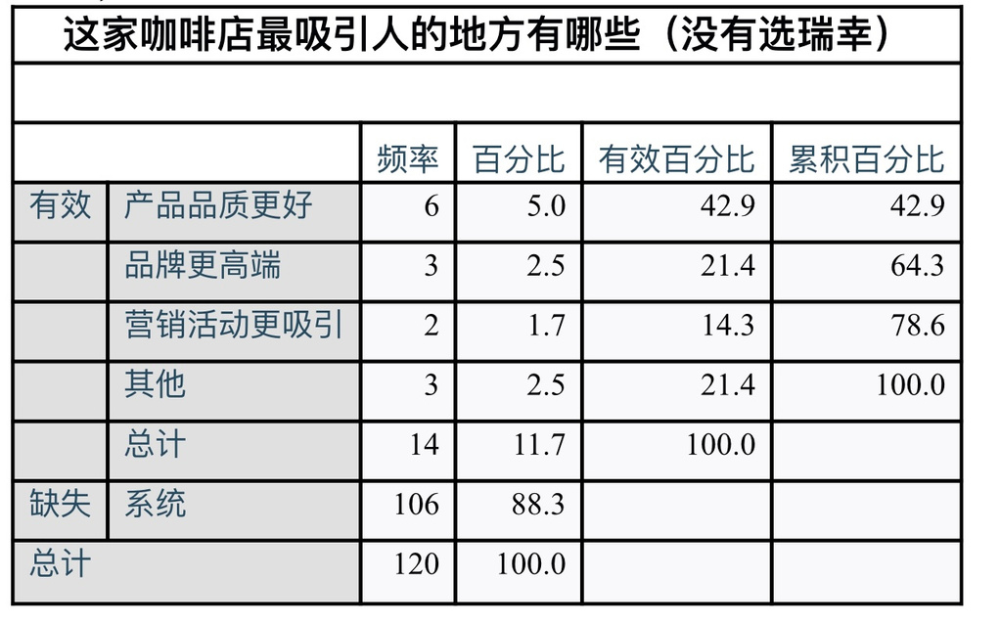 这家咖啡店最吸引人的地方有哪些（没有选瑞幸）
频率 百分比 有效百分比 累积百分比
有效 产品品质更好 6 5.0 42.9 42.9
品牌更高端 3 2.5 21.4 64.3
营销活动更吸引 2 1.7 14.3 78.6
其他 3 2.5 21.4 100.0
总计 14 11.7 100.0
缺失 系统 106 88.3
总计 120 100.0